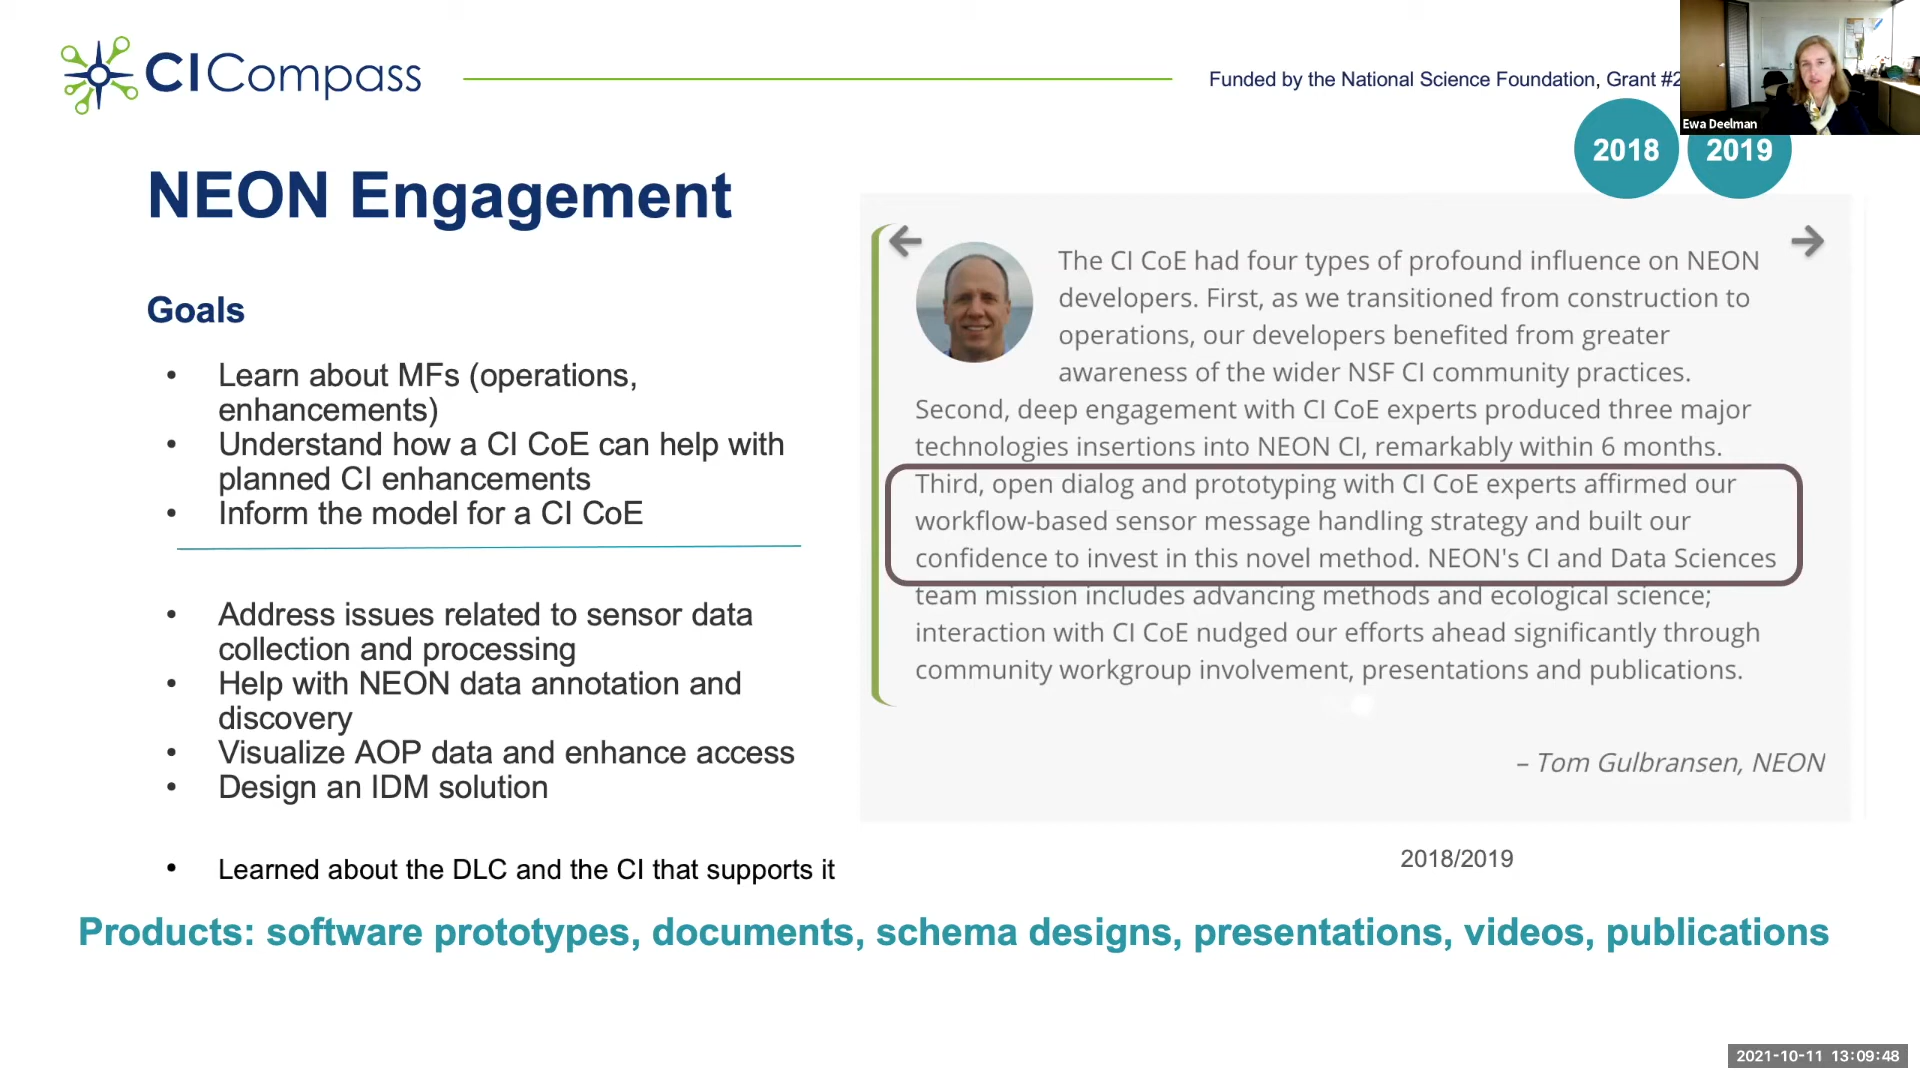 CICompass
Funded by the National Science Foundation, Grant #2
Ewa Deelman
2018
2019
NEON Engagement
Goals
• Learn about MFs (operations,
enhancements)
• Understand how a CI CoE can help with
planned CI enhancements
• Inform the model for a CI CoE
• Address issues related to sensor data
collection and processing
• Help with NEON data annotation and
discovery
• Visualize AOP data and enhance access
• Design an IDM solution
• Learned about the DLC and the CI that supports it
The CI CoE had four types of profound influence on NEON
developers. First, as we transitioned from construction to
operations, our developers benefited from greater
awareness of the wider NSF CI community practices.
Second, deep engagement with CI CoE experts produced three major
technologies insertions into NEON CI, remarkably within 6 months.
Third, open dialog and prototyping with CI CoE experts affirmed our
workflow-based sensor message handling strategy and built our
confidence to invest in this novel method. NEON's CI and Data Sciences
team mission includes advancing methods and ecological science;
interaction with CI CoE nudged our efforts ahead significantly through
community workgroup involvement, presentations and publications.
– Tom Gulbransen, NEON
2018/2019
Products: software prototypes, documents, schema designs, presentations, videos, publications
2021-10-11 13:09:48